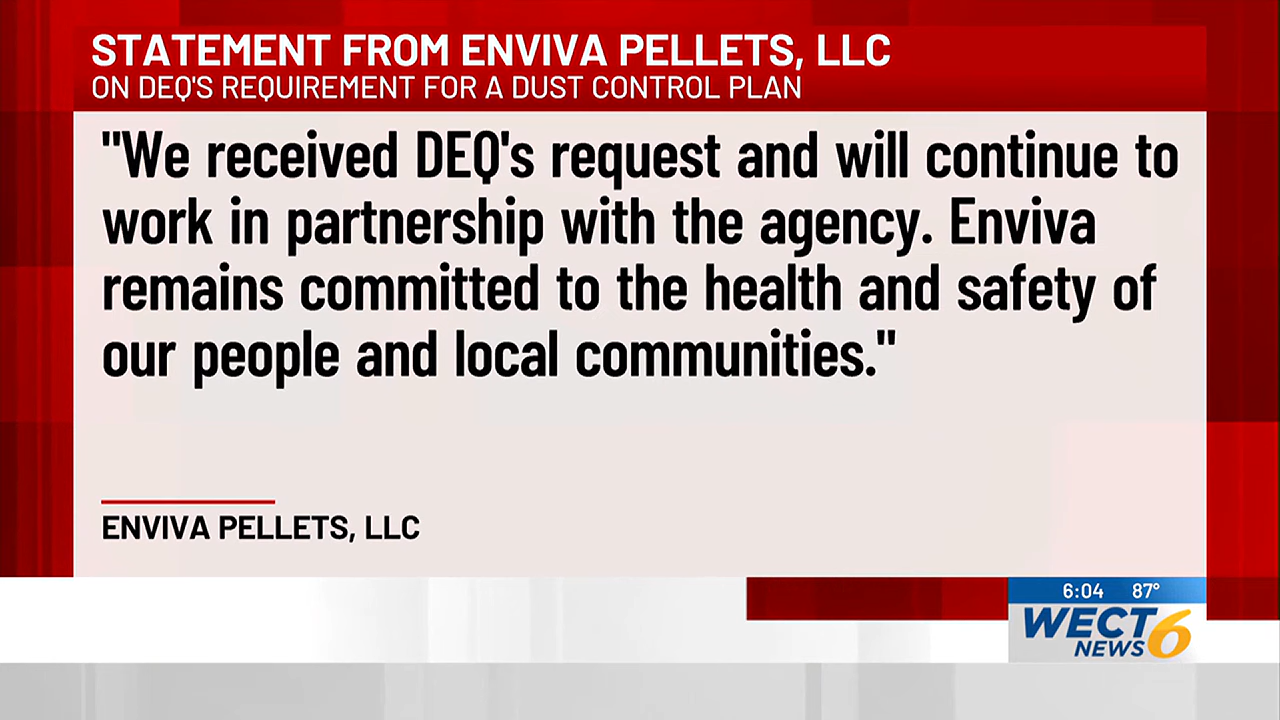 STATEMENT FROM ENVIVA PELLETS, LLC
ON DEQ'S REQUIREMENT FOR A DUST CONTROL PLAN
"We received DEQ's request and will continue to
work in partnership with the agency. Enviva
remains committed to the health and safety of
our people and local communities."
ENVIVA PELLETS, LLC
6:04 87°
WECT 6
NEWS